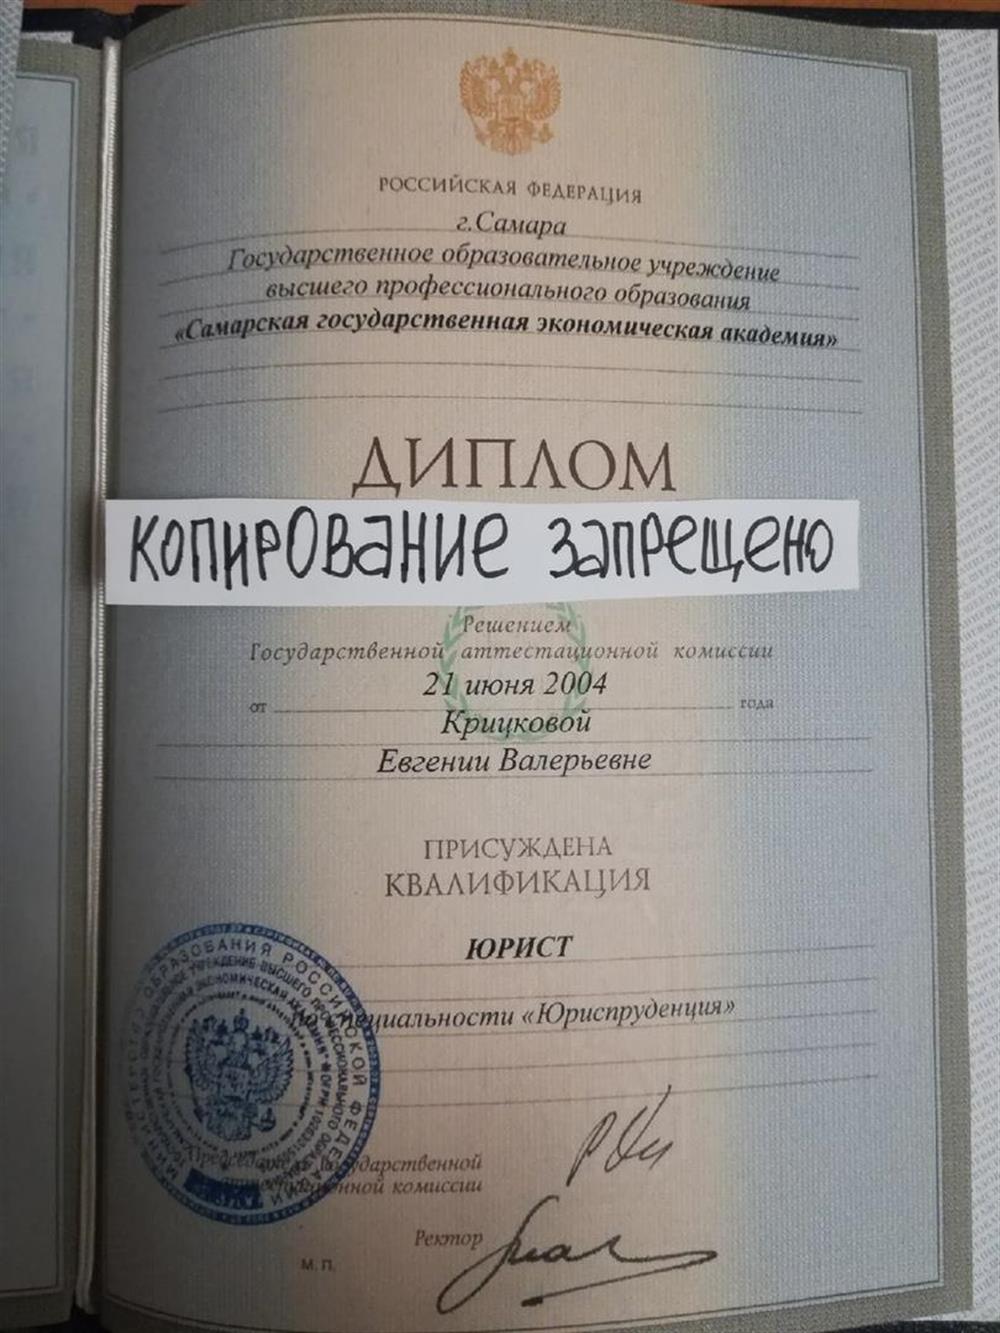 РОССИЙСКАЯ ФЕДЕРАЦИЯ
г.Самара
Государственное образовательное учреждение
высшего профессионального образования
«Самарская государственная экономическая академия»
ДИПЛОМ
КОПИРОВАНИЕ ЗАПРЕЩЕНО
Решением
Государственной аттестационной комиссии
21 июня 2004
от года
Крицковой
Евгении Валерьевне
ПРИСУЖДЕНА
КВАЛИФИКАЦИЯ
ЮРИСТ
по специальности «Юриспруденция»
Председатель Государственной
аттестационной комиссии
Ректор
М. П.